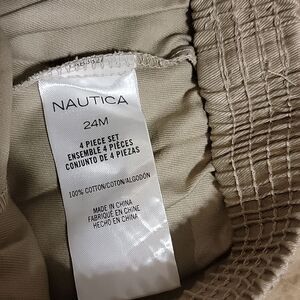 NAUTICA
24M
4 PIECE SET
ENSEMBLE 4 PIÈCES
CONJUNTO DE 4 PIEZAS
100% COTTON/COTON/ALGODÓN
MADE IN CHINA
FABRIQUÉ EN CHINE
HECHO EN CHINA